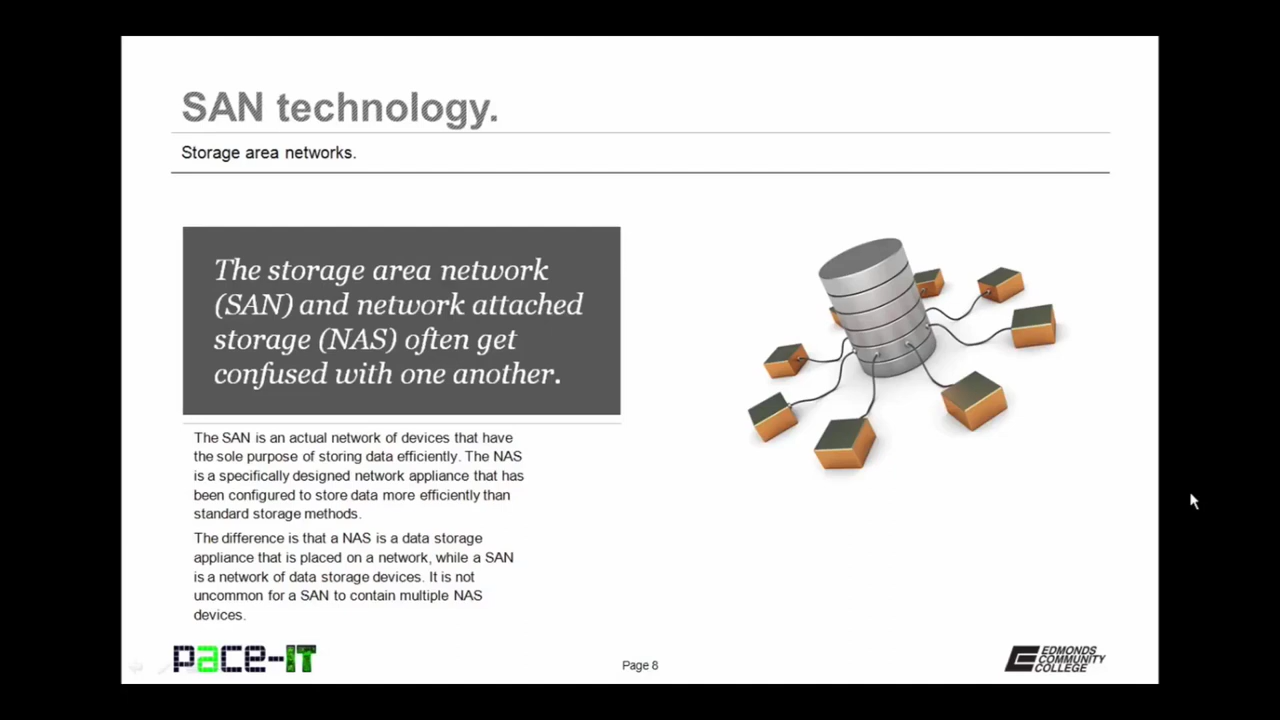 SAN technology.
Storage area networks.
The storage area network
(SAN) and network attached
storage (NAS) often get
confused with one another.
The SAN is an actual network of devices that have
the sole purpose of storing data efficiently. The NAS
is a specifically designed network appliance that has
been configured to store data more efficiently than
standard storage methods.
The difference is that a NAS is a data storage
appliance that is placed on a network, while a SAN
is a network of data storage devices. It is not
uncommon for a SAN to contain multiple NAS
devices.
pace-IT
Page 8
EDMONDS
COMMUNITY
COLLEGE